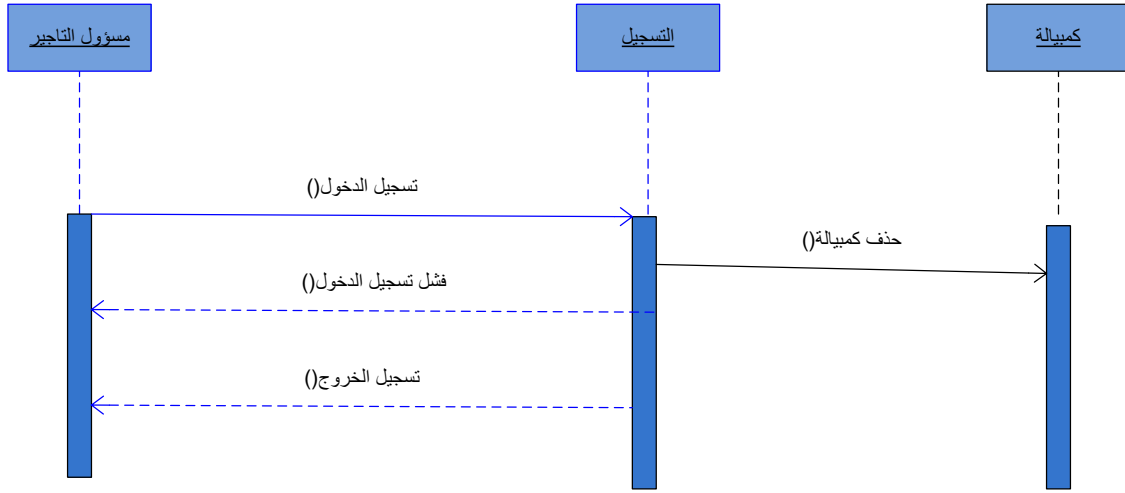 مسؤول التاجير
التسجيل
كمبيالة
تسجيل الدخول()
حذف كمبيالة()
فشل تسجيل الدخول()
تسجيل الخروج()